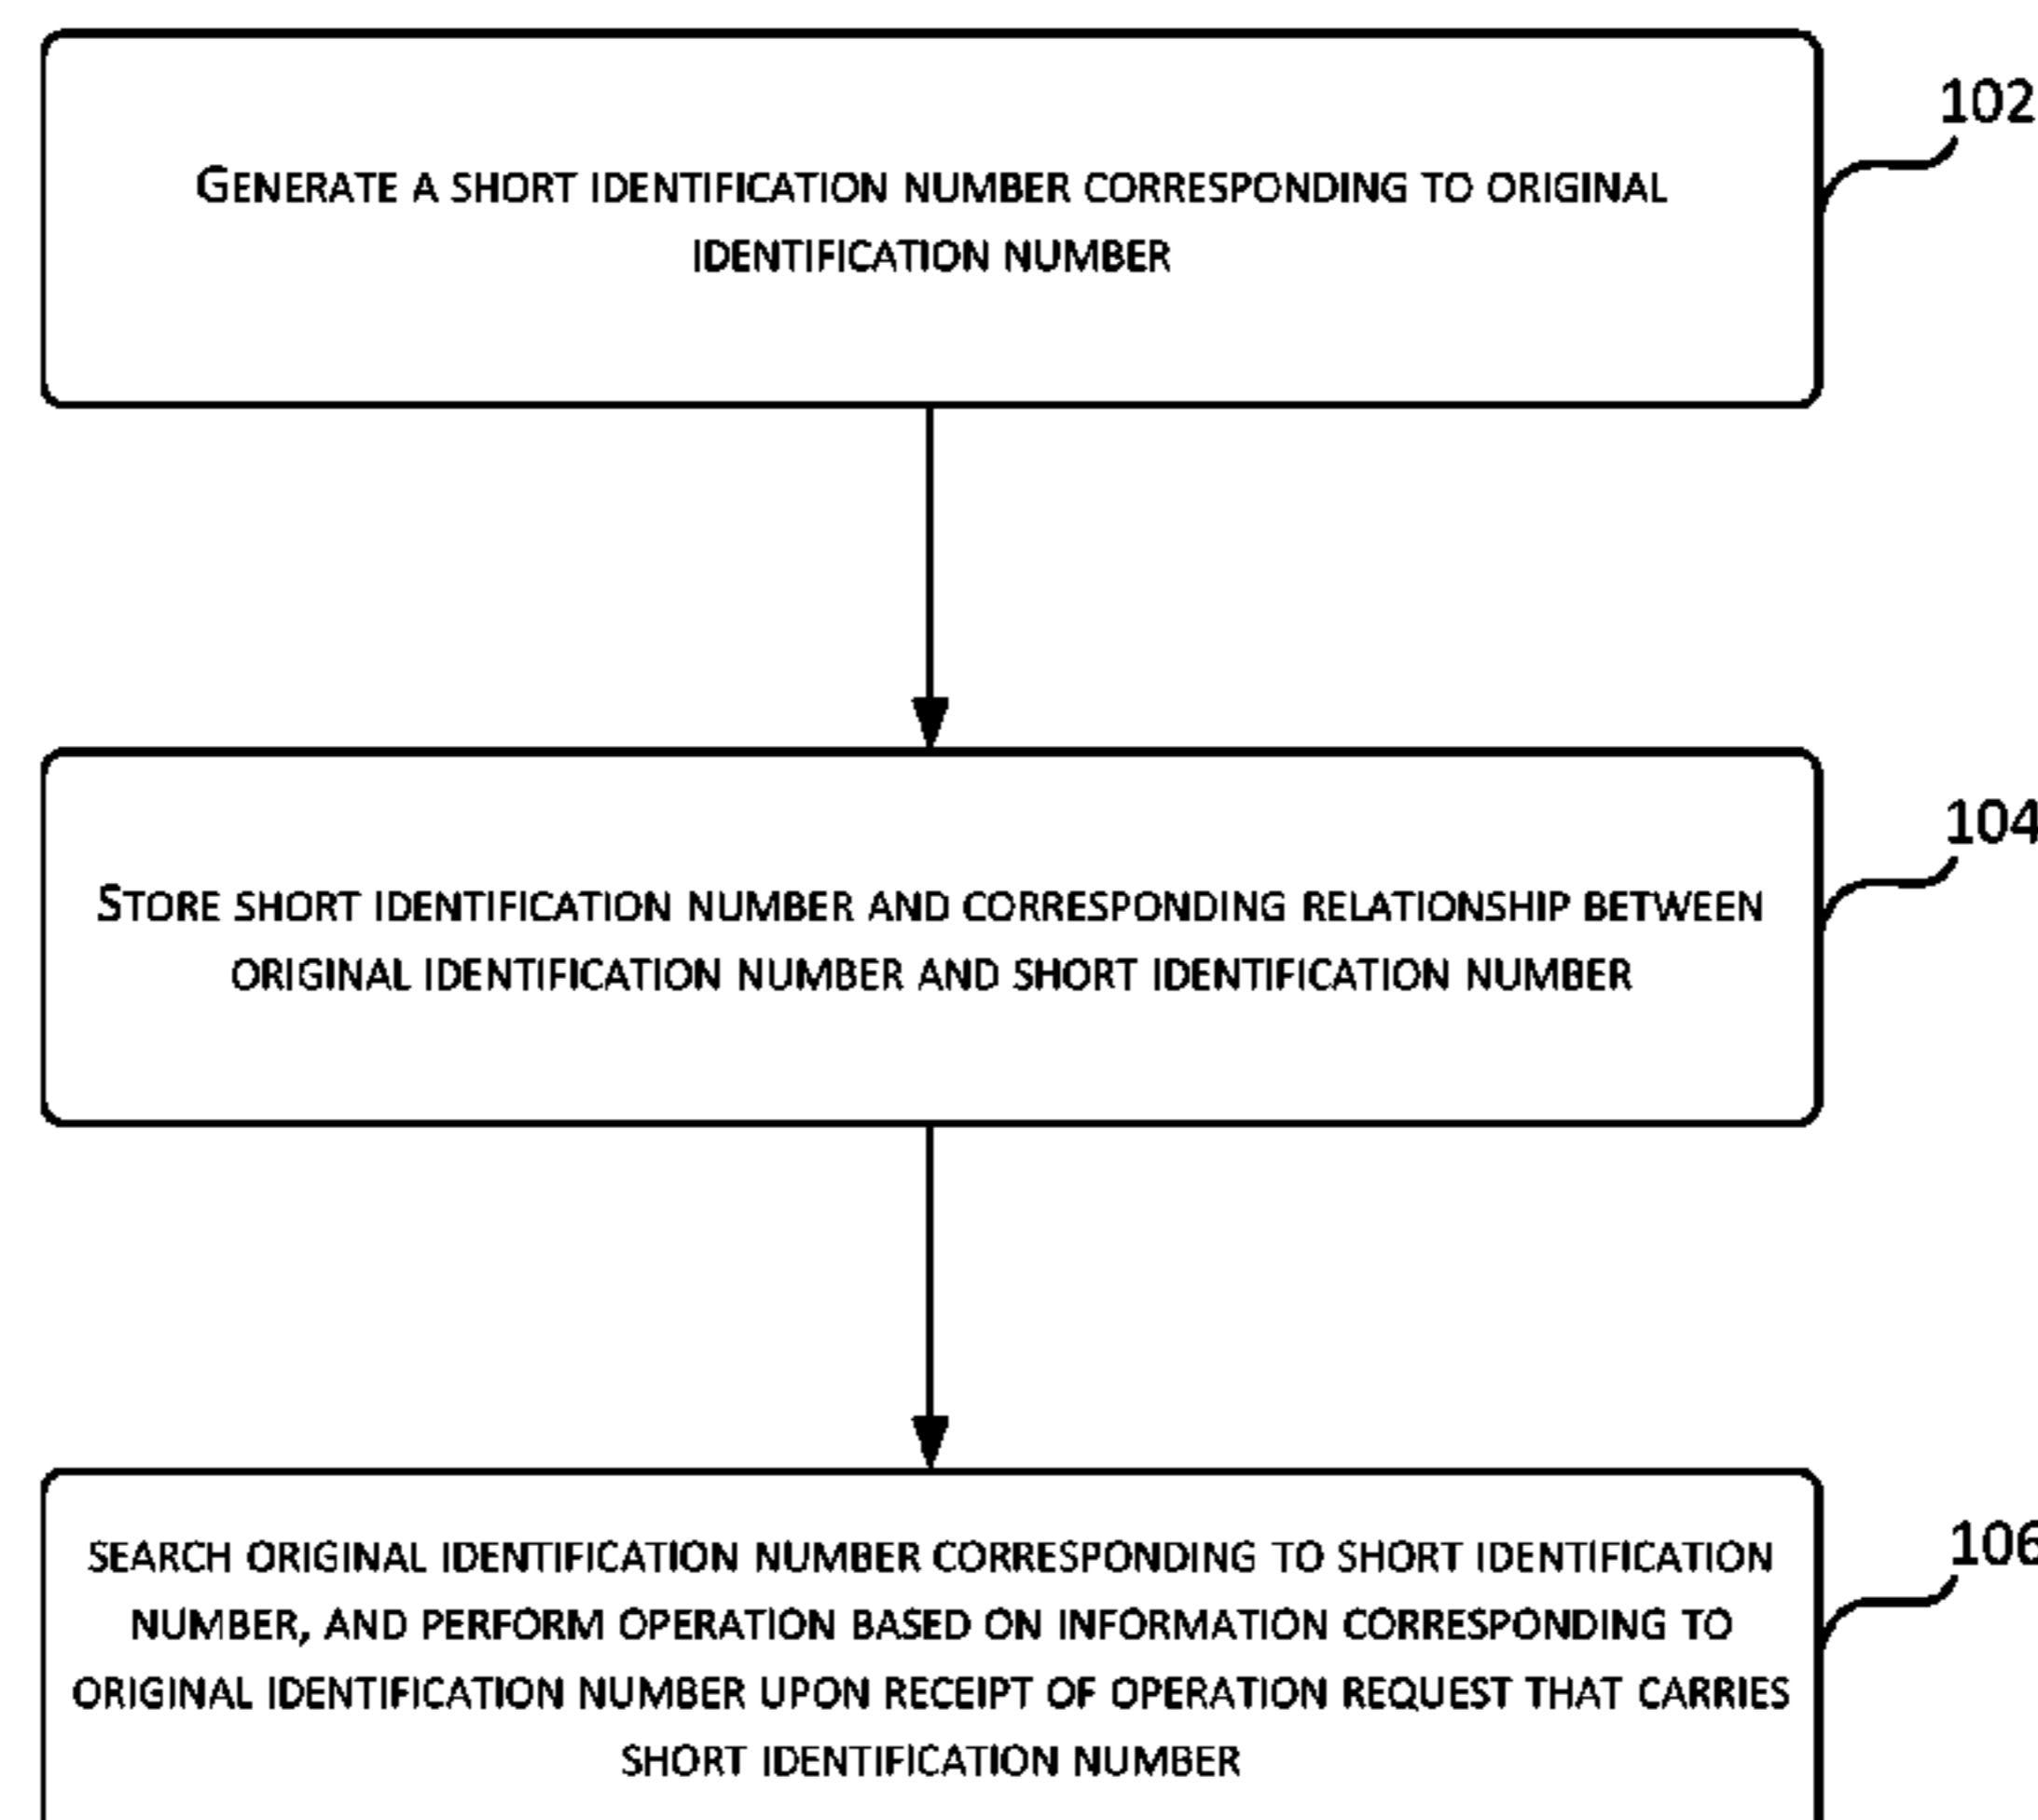 GENERATE A SHORT IDENTIFICATION NUMBER CORRESPONDING TO ORIGINAL
IDENTIFICATION NUMBER
102
STORE SHORT IDENTIFICATION NUMBER AND CORRESPONDING RELATIONSHIP BETWEEN
ORIGINAL IDENTIFICATION NUMBER AND SHORT IDENTIFICATION NUMBER
104
SEARCH ORIGINAL IDENTIFICATION NUMBER CORRESPONDING TO SHORT IDENTIFICATION
NUMBER, AND PERFORM OPERATION BASED ON INFORMATION CORRESPONDING TO
ORIGINAL IDENTIFICATION NUMBER UPON RECEIPT OF OPERATION REQUEST THAT CARRIES
SHORT IDENTIFICATION NUMBER
106